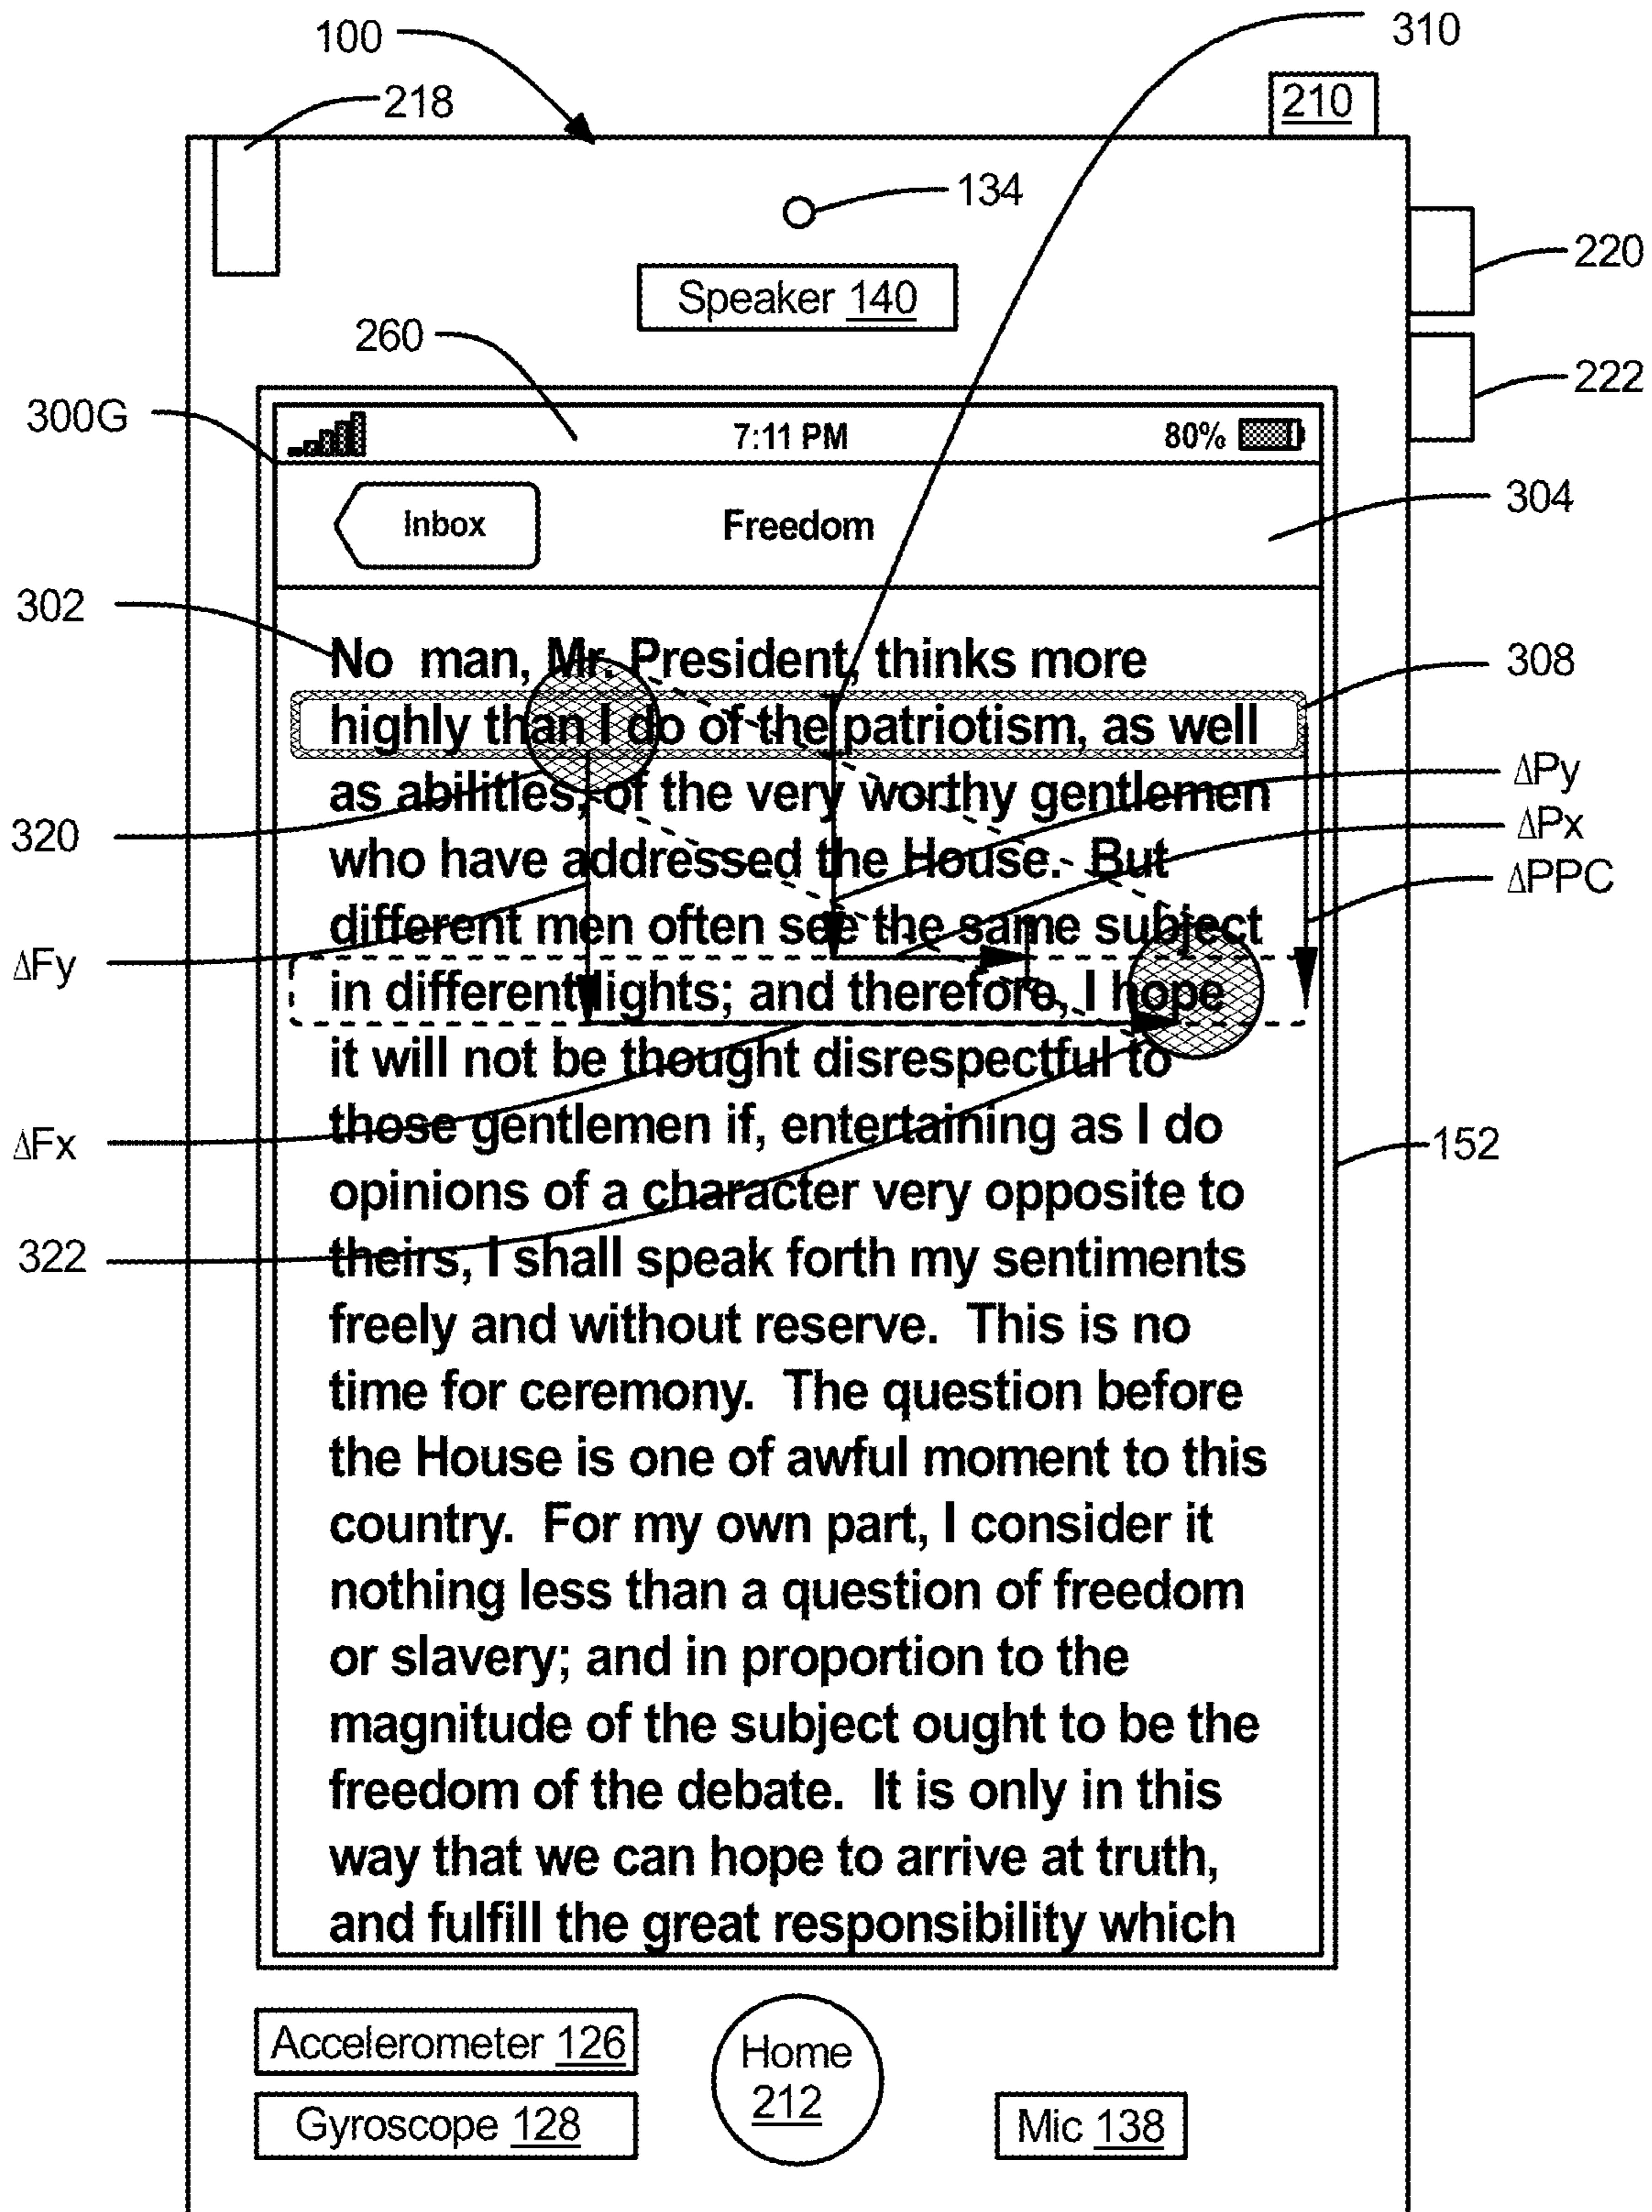 100
310
218
210
134
220
Speaker 140
260
222
300G
7:11 PM
80%
304
Inbox
Freedom
302
No man, Mr. President, thinks more
308
highly than I do of the patriotism, as well
ΔPy
as abilities, of the very worthy gentlemen
320
ΔPx
who have addressed the House. But
ΔPPC
different men often see the same subject
ΔFy
in different lights; and therefore, I hope
it will not be thought disrespectful to
those gentlemen if, entertaining as I do
ΔFx
152
opinions of a character very opposite to
322
theirs, I shall speak forth my sentiments
freely and without reserve. This is no
time for ceremony. The question before
the House is one of awful moment to this
country. For my own part, I consider it
nothing less than a question of freedom
or slavery; and in proportion to the
magnitude of the subject ought to be the
freedom of the debate. It is only in this
way that we can hope to arrive at truth,
and fulfill the great responsibility which
Accelerometer 126
Home
212
Gyroscope 128
Mic 138